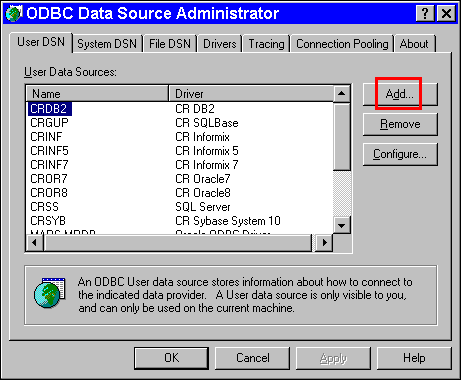 ODBC Data Source Administrator
User DSN System DSN File DSN Drivers Tracing Connection Pooling About
User Data Sources:
Name Driver
CRDB2 CR DB2
CRGUP CR SQLBase
CRINF CR Informix
CRINF5 CR Informix 5
CRINF7 CR Informix 7
CROR7 CR Oracle7
CROR8 CR Oracle8
CRSS SQL Server
CRSYB CR Sybase System 10
Oracle ODBC Driver
Add...
Remove
Configure...
An ODBC User data source stores information about how to connect
to the indicated data provider. A User data source is only visible to you,
and can only be used on the current machine.
OK Cancel Apply Help